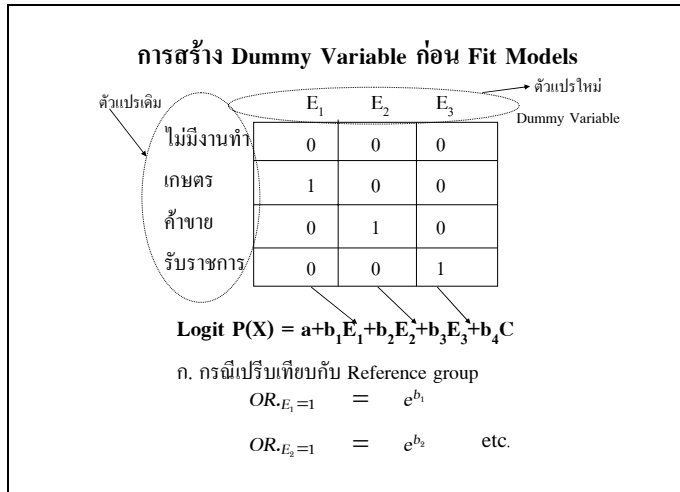 การสร้าง Dummy Variable ก่อน Fit Models
ตัวแปรเดิม
ตัวแปรใหม่
Dummy Variable
E₁ E₂ E₃
ไม่มีงานทำ 0 0 0
เกษตร 1 0 0
ค้าขาย 0 1 0
รับราชการ 0 0 1
Logit P(X) = a+b₁E₁+b₂E₂+b₃E₃+b₄C
ก. กรณีเปรีบเทียบกับ Reference group
OR.E₁=1 = e^b₁
OR.E₂=1 = e^b₂ etc.